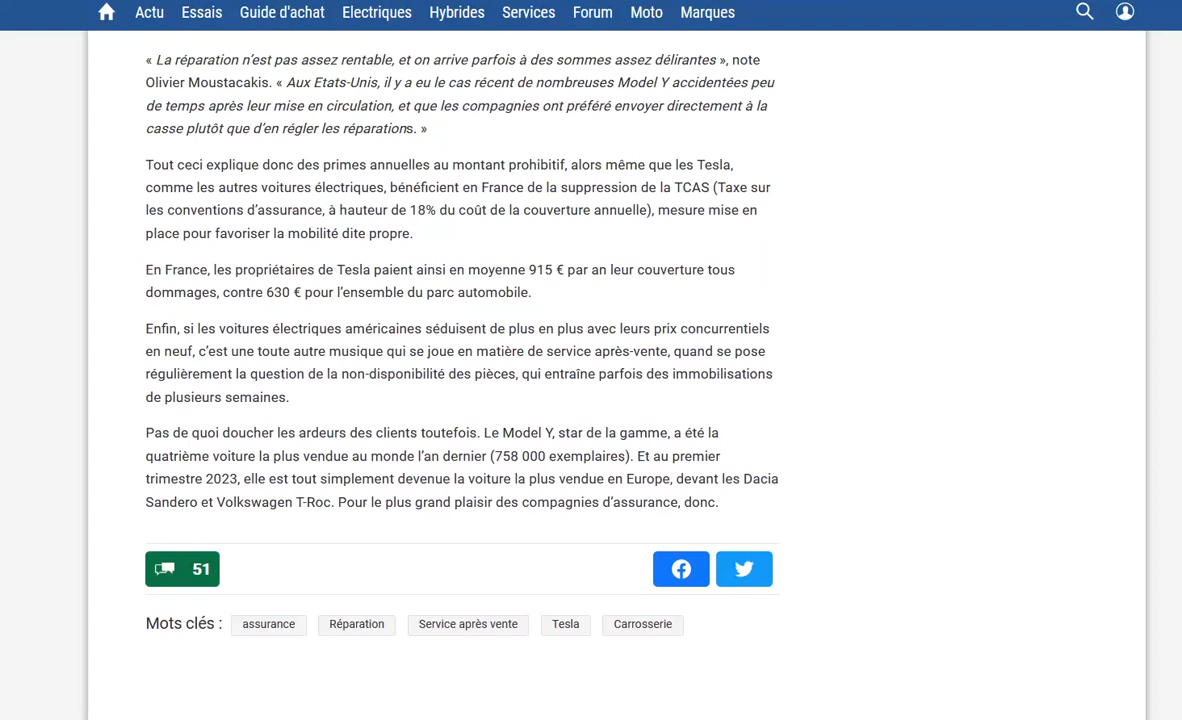 Actu Essais Guide d'achat Electriques Hybrides Services Forum Moto Marques
« La réparation n’est pas assez rentable, et on arrive parfois à des sommes assez délirantes », note
Olivier Moustacakis. « Aux Etats-Unis, il y a eu le cas récent de nombreuses Model Y accidentées peu
de temps après leur mise en circulation, et que les compagnies ont préféré envoyer directement à la
casse plutôt que d’en régler les réparations. »
Tout ceci explique donc des primes annuelles au montant prohibitif, alors même que les Tesla,
comme les autres voitures électriques, bénéficient en France de la suppression de la TCAS (Taxe sur
les conventions d’assurance, à hauteur de 18% du coût de la couverture annuelle), mesure mise en
place pour favoriser la mobilité dite propre.
En France, les propriétaires de Tesla paient ainsi en moyenne 915 € par an leur couverture tous
dommages, contre 630 € pour l’ensemble du parc automobile.
Enfin, si les voitures électriques américaines séduisent de plus en plus avec leurs prix concurrentiels
en neuf, c’est une toute autre musique qui se joue en matière de service après-vente, quand se pose
régulièrement la question de la non-disponibilité des pièces, qui entraîne parfois des immobilisations
de plusieurs semaines.
Pas de quoi doucher les ardeurs des clients toutefois. Le Model Y, star de la gamme, a été la
quatrième voiture la plus vendue au monde l’an dernier (758 000 exemplaires). Et au premier
trimestre 2023, elle est tout simplement devenue la voiture la plus vendue en Europe, devant les Dacia
Sandero et Volkswagen T-Roc. Pour le plus grand plaisir des compagnies d’assurance, donc.
51
Mots clés : assurance Réparation Service après vente Tesla Carrosserie